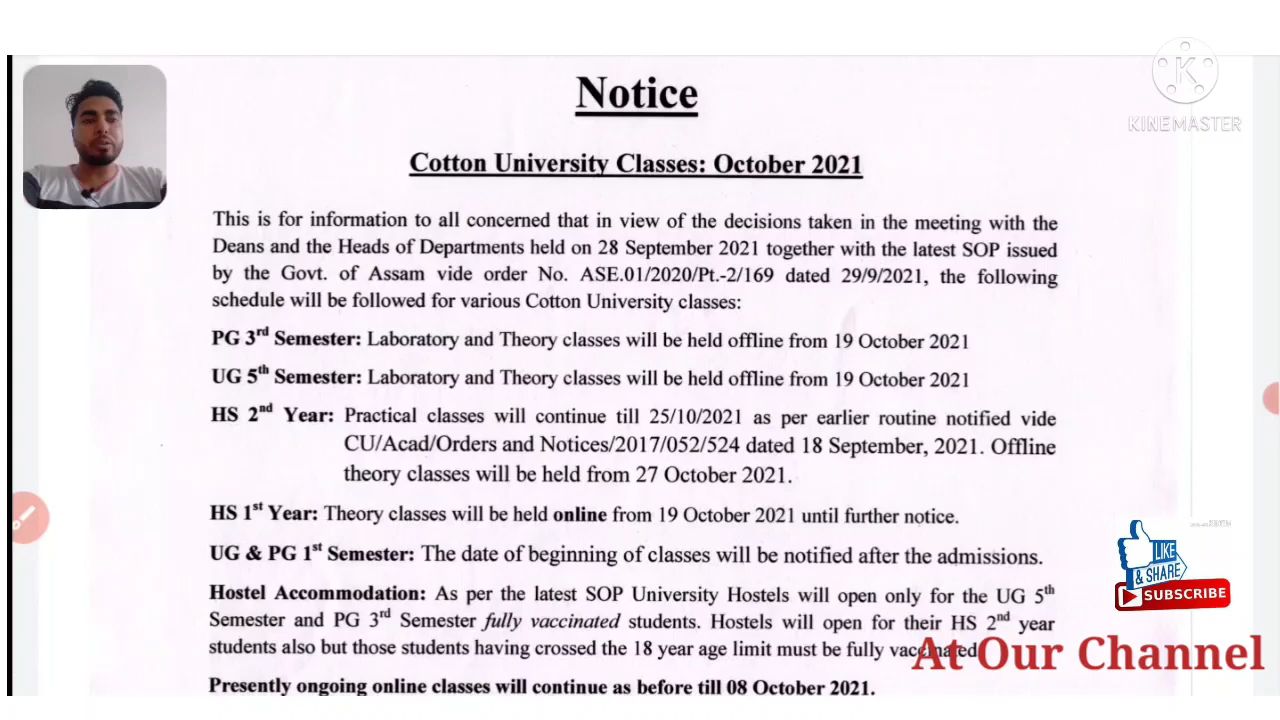 Notice
Cotton University Classes: October 2021
This is for information to all concerned that in view of the decisions taken in the meeting with the
Deans and the Heads of Departments held on 28 September 2021 together with the latest SOP issued
by the Govt. of Assam vide order No. ASE.01/2020/Pt.-2/169 dated 29/9/2021, the following
schedule will be followed for various Cotton University classes:
PG 3rd Semester: Laboratory and Theory classes will be held offline from 19 October 2021
UG 5th Semester: Laboratory and Theory classes will be held offline from 19 October 2021
HS 2nd Year: Practical classes will continue till 25/10/2021 as per earlier routine notified vide
CU/Acad/Orders and Notices/2017/052/524 dated 18 September, 2021. Offline
theory classes will be held from 27 October 2021.
HS 1st Year: Theory classes will be held online from 19 October 2021 until further notice.
UG & PG 1st Semester: The date of beginning of classes will be notified after the admissions.
Hostel Accommodation: As per the latest SOP University Hostels will open only for the UG 5th
Semester and PG 3rd Semester fully vaccinated students. Hostels will open for their HS 2nd year
students also but those students having crossed the 18 year age limit must be fully vaccinated
Presently ongoing online classes will continue as before till 08 October 2021.
K
KINEMASTER
LIKE
& SHARE
SUBSCRIBE
At Our Channel